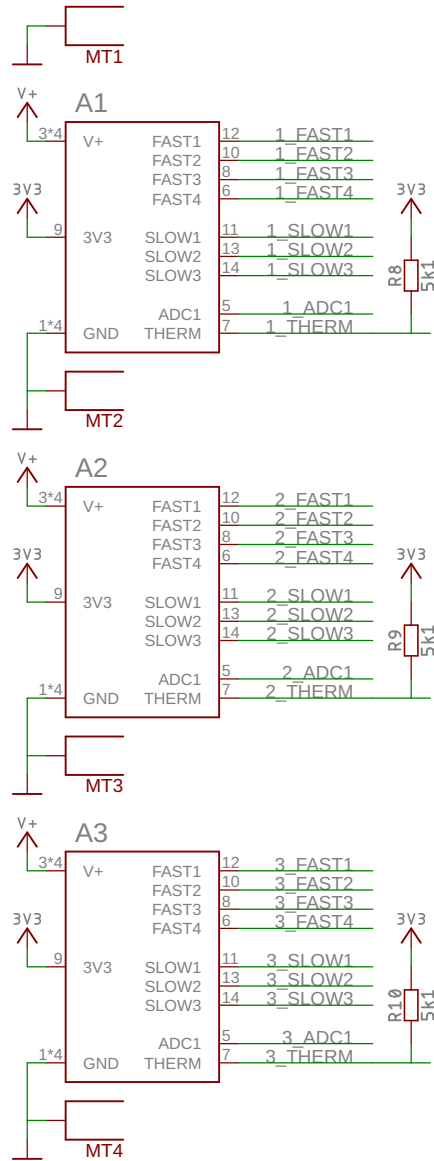 MT1
V+ A1
3*4 V+ FAST1 12 1_FAST1
FAST2 10 1_FAST2
3V3 FAST3 8 1_FAST3 3V3
FAST4 6 1_FAST4
9 3V3 SLOW1 11 1_SLOW1
SLOW2 13 1_SLOW2
SLOW3 14 1_SLOW3 R8 5k1
ADC1 5 1_ADC1
1*4 GND THERM 7 1_THERM
MT2
V+ A2
3*4 V+ FAST1 12 2_FAST1
FAST2 10 2_FAST2
3V3 FAST3 8 2_FAST3 3V3
FAST4 6 2_FAST4
9 3V3 SLOW1 11 2_SLOW1
SLOW2 13 2_SLOW2
SLOW3 14 2_SLOW3 R9 5k1
ADC1 5 2_ADC1
1*4 GND THERM 7 2_THERM
MT3
V+ A3
3*4 V+ FAST1 12 3_FAST1
FAST2 10 3_FAST2
3V3 FAST3 8 3_FAST3 3V3
FAST4 6 3_FAST4
9 3V3 SLOW1 11 3_SLOW1
SLOW2 13 3_SLOW2
SLOW3 14 3_SLOW3 R10 5k1
ADC1 5 3_ADC1
1*4 GND THERM 7 3_THERM
MT4